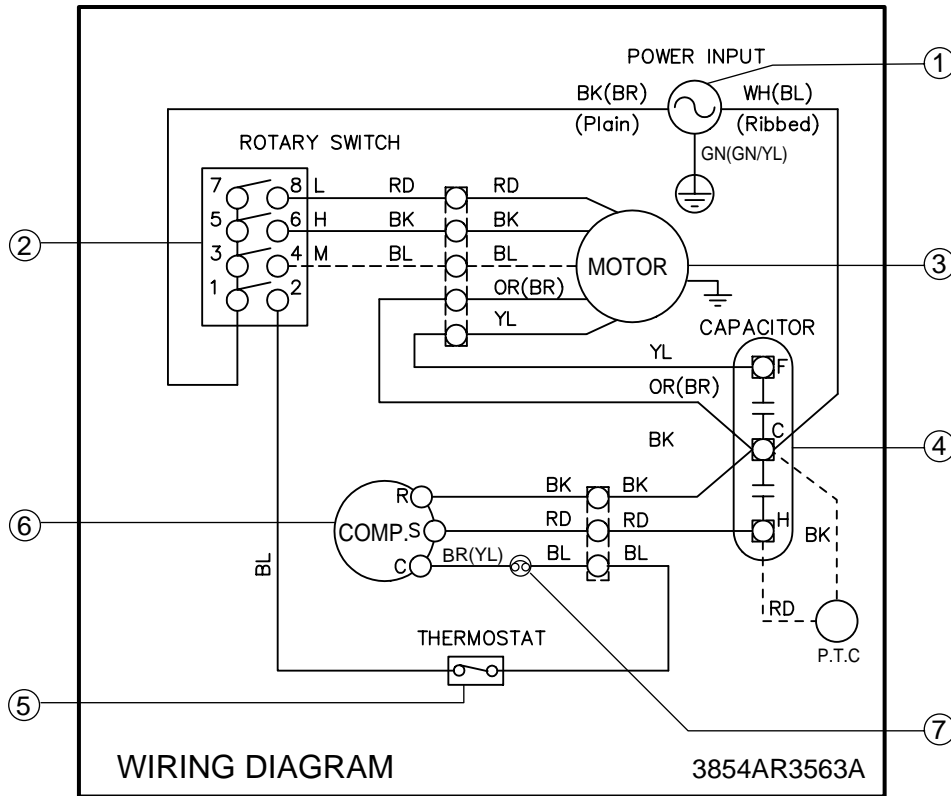 POWER INPUT
1
BK(BR)
WH(BL)
(Plain)
(Ribbed)
GN(GN/YL)
ROTARY SWITCH
7 8 L RD RD
5 6 H BK BK
2
3 4 M BL BL
MOTOR
3
1 2
OR(BR)
YL
CAPACITOR
YL
F
OR(BR)
C
BK
4
R BK BK
6
COMP. S RD RD H
BK
C BR(YL) BL BL
BL
RD
THERMOSTAT
P.T.C
5
7
WIRING DIAGRAM
3854AR3563A